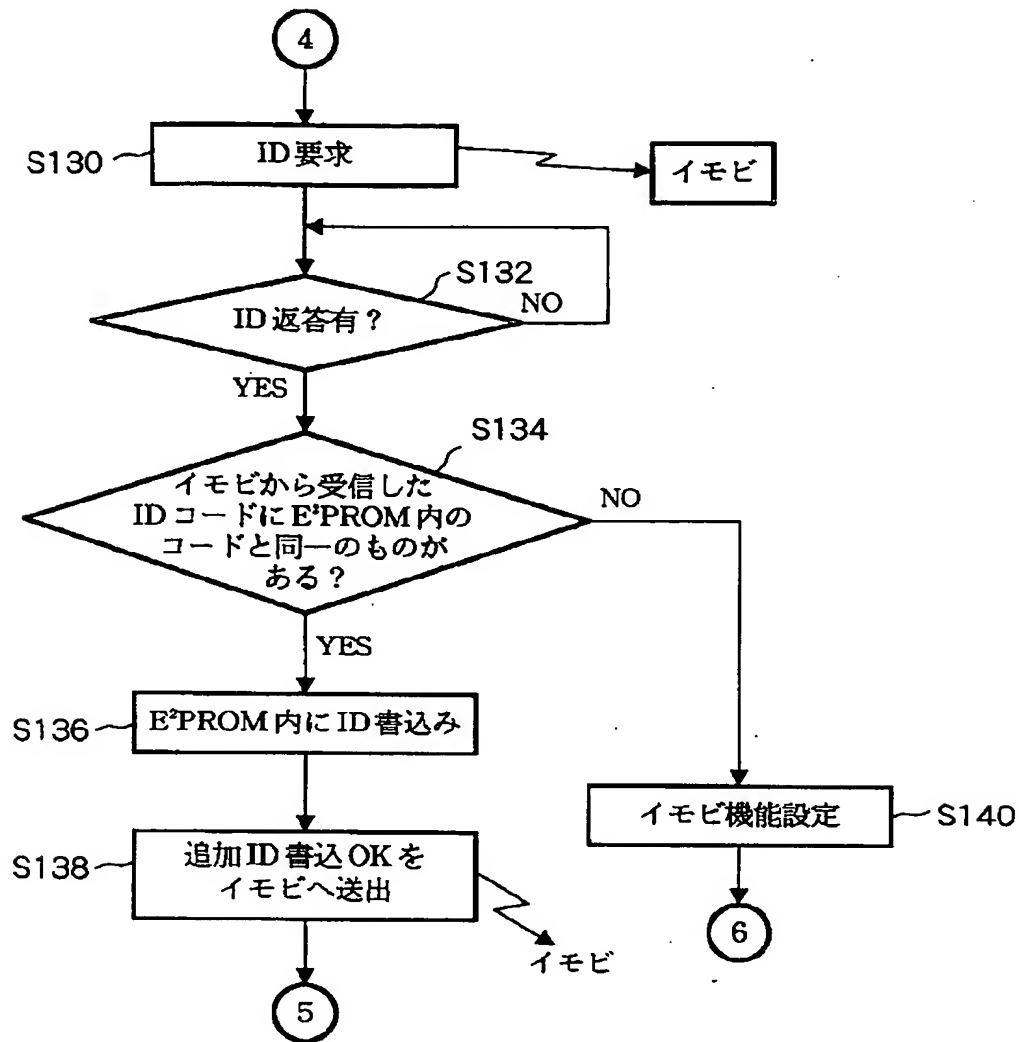 4
S130
ID要求
イモビ
S132
ID返答有？
NO
YES
S134
イモビから受信した
IDコードにE²PROM内の
コードと同一のものが
ある？
NO
YES
S136
E²PROM内にID書込み
イモビ機能設定
S140
S138
追加ID書込OKを
イモビへ送出
イモビ
6
5